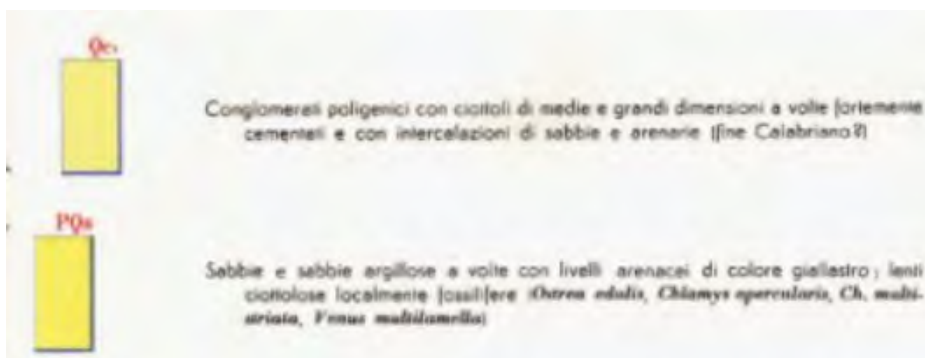 Conglomerati poligenici con ciottoli di medie e grandi dimensioni a volte fortemente
cementati e con intercalazioni di sabbie e arenarie (fine Calabriano?)
PQs
Sabbie e sabbie argillose a volte con livelli arenacei di colore giallastro; lenti
ciottolose localmente fossilifere (Ostrea edulis, Chlamys opercularis, Ch. multi-
striata, Venus multilamella)